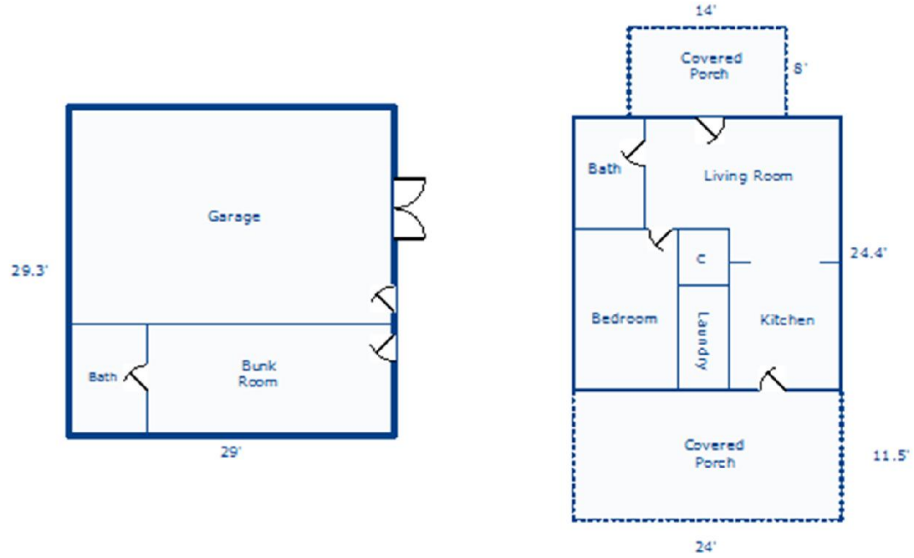 Garage
29.3'
Bath
Bunk
Room
29'
14'
Covered
Porch
8'
Bath
Living Room
C
24.4'
Bedroom
Laundry
Kitchen
Covered
Porch
11.5'
24'